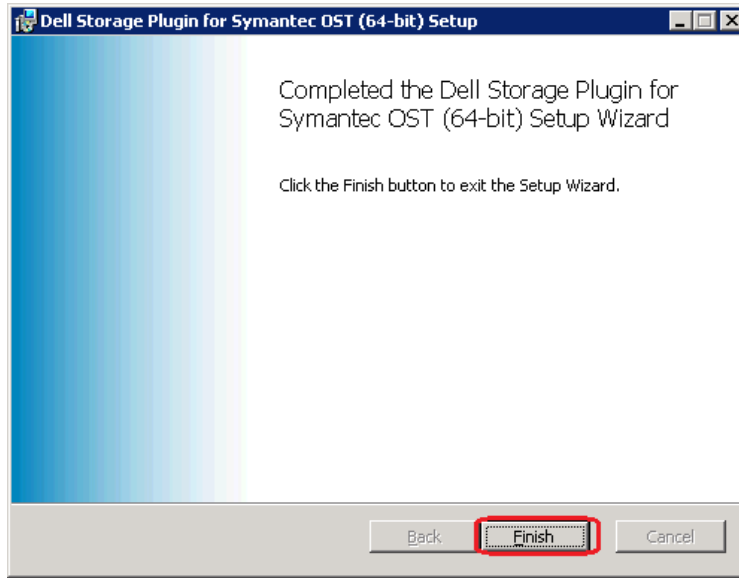 Dell Storage Plugin for Symantec OST (64-bit) Setup
Completed the Dell Storage Plugin for
Symantec OST (64-bit) Setup Wizard
Click the Finish button to exit the Setup Wizard.
Back Finish Cancel